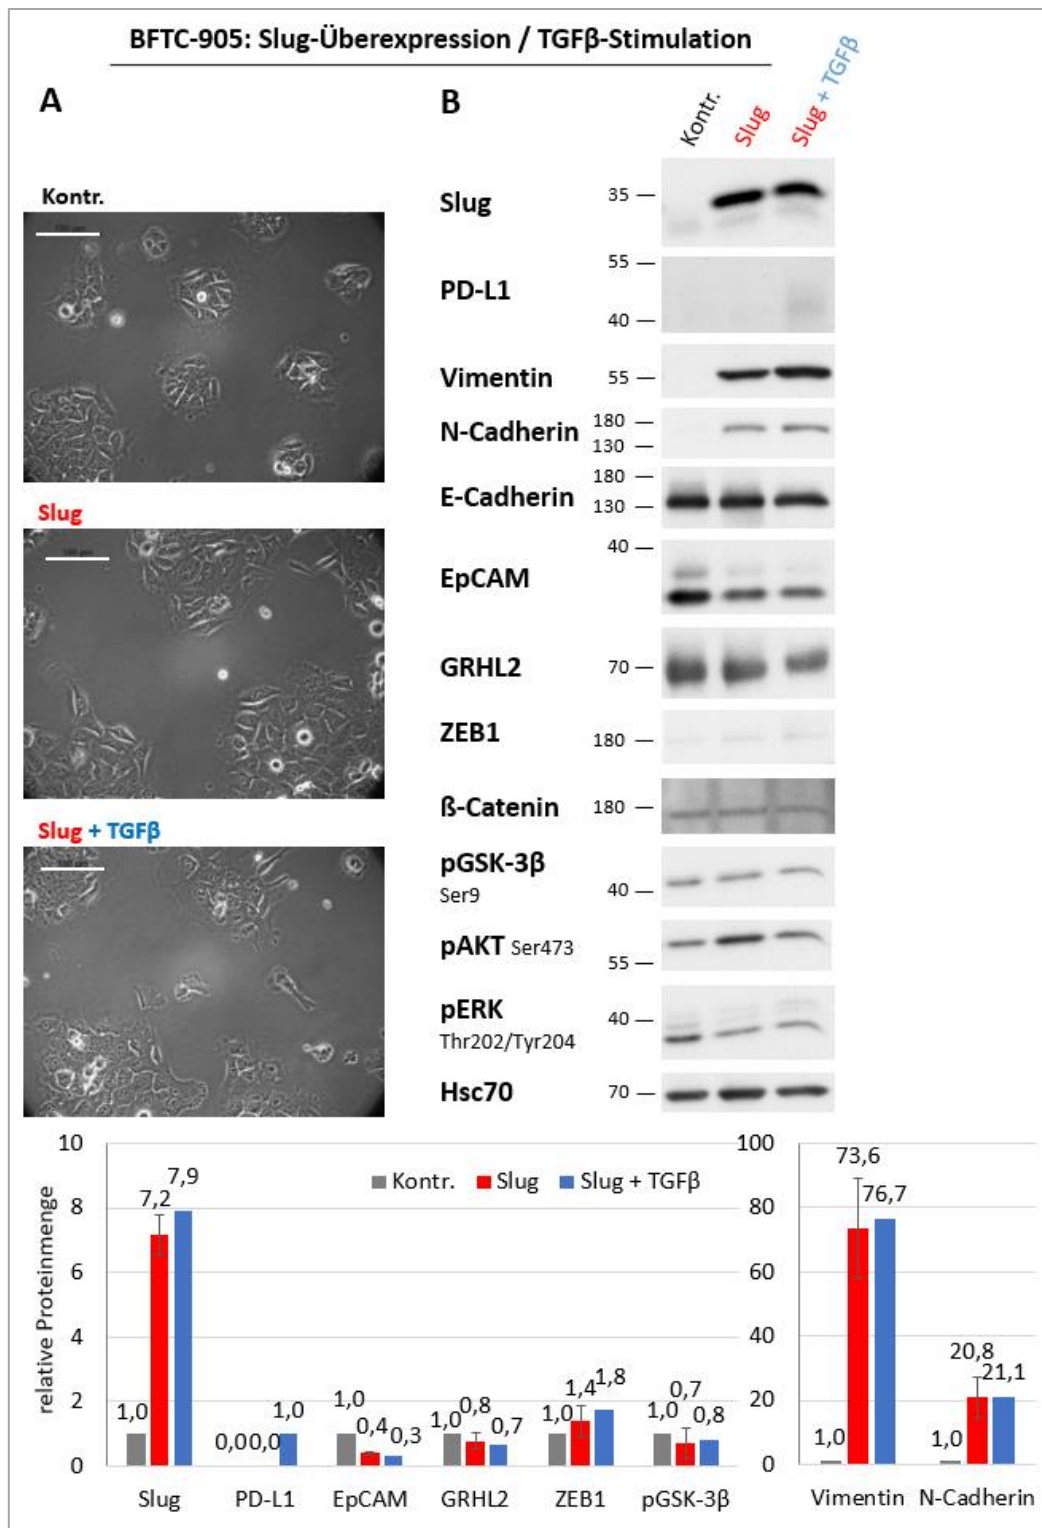 BFTC-905: Slug-Überexpression / TGFβ-Stimulation
A
Kontr.
Slug
Slug + TGFβ
B
Kontr.
Slug
Slug + TGFβ
Slug
35
PD-L1
55
40
Vimentin
55
N-Cadherin
180
130
E-Cadherin
180
130
EpCAM
40
GRHL2
70
ZEB1
180
ß-Catenin
180
pGSK-3β
Ser9
40
pAKT Ser473
55
pERK
Thr202/Tyr204
40
Hsc70
70
relative Proteinmenge
10
8
6
4
2
0
Kontr. Slug Slug + TGFβ
1,0 7,2 7,9
0,0 0,0 1,0
1,0 0,4 0,3
1,0 0,8 0,7
1,0 1,4 1,8
1,0 0,7 0,8
Slug PD-L1 EpCAM GRHL2 ZEB1 pGSK-3β
100
80
60
40
20
0
1,0 73,6 76,7
1,0 20,8 21,1
Vimentin N-Cadherin